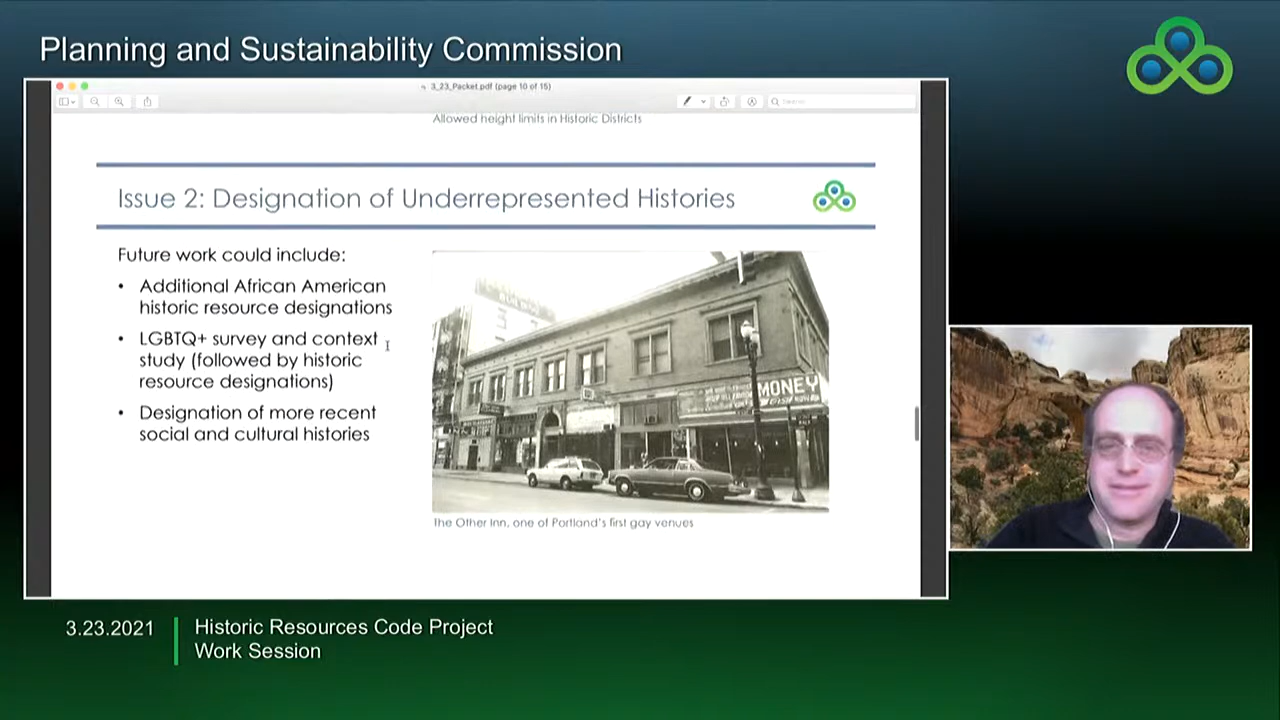 Planning and Sustainability Commission
3_23_Packet.pdf (page 10 of 15)
Search
Allowed height limits in Historic Districts
Issue 2: Designation of Underrepresented Histories
Future work could include:
• Additional African American
historic resource designations
• LGBTQ+ survey and context
study (followed by historic
resource designations)
• Designation of more recent
social and cultural histories
MONEY
The Other Inn, one of Portland's first gay venues
3.23.2021
Historic Resources Code Project
Work Session